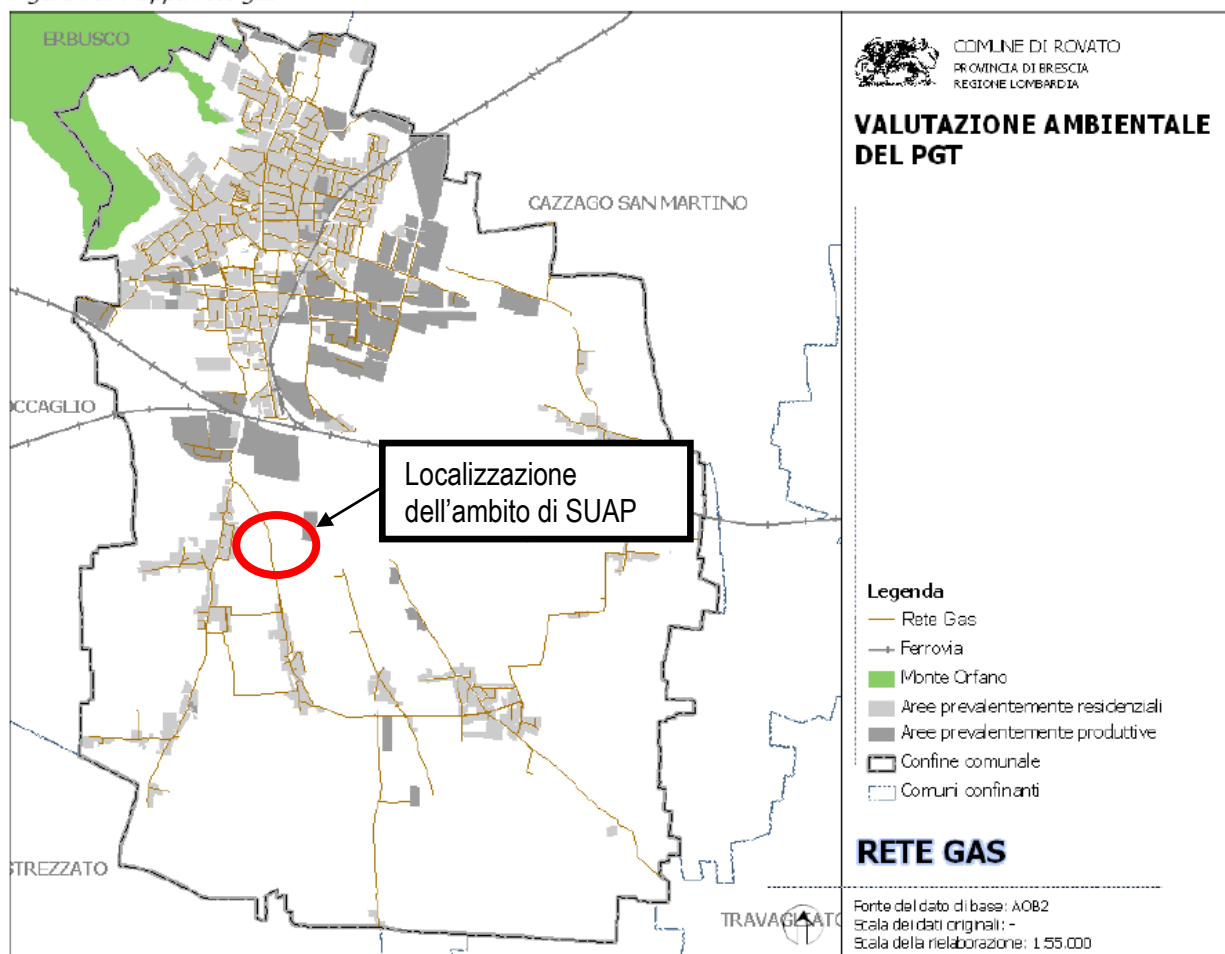 ERBUSCO
COMUNE DI ROVATO
PROVINCIA DI BRESCIA
REGIONE LOMBARDIA
VALUTAZIONE AMBIENTALE
DEL PGT
CAZZAGO SAN MARTINO
OCCAGLIO
Localizzazione
dell'ambito di SUAP
Legenda
Rete Gas
Ferrovia
Monte Orfano
Aree prevalentemente residenziali
Aree prevalentemente produttive
Confine comunale
Comuni confinanti
RETE GAS
STREZZATO
TRAVAGLIATO
Fonte del dato di base: AOB2
Scala dei dati originali: -
Scala della rielaborazione: 1:55.000